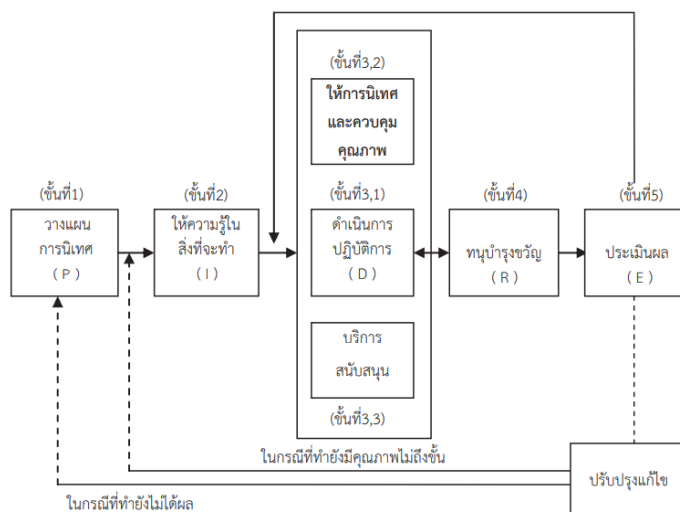 (ขั้นที่3,2)
ให้การนิเทศ
และควบคุม
คุณภาพ
(ขั้นที่1)
วางแผน
การนิเทศ
( P )
(ขั้นที่2)
ให้ความรู้ใน
สิ่งที่จะทำ
( I )
(ขั้นที่3,1)
ดำเนินการ
ปฏิบัติการ
( D )
(ขั้นที่4)
ทนุบำรุงขวัญ
( R )
(ขั้นที่5)
ประเมินผล
( E )
บริการ
สนับสนุน
(ขั้นที่3,3)
ในกรณีที่ทำยังมีคุณภาพไม่ถึงขั้น
ปรับปรุงแก้ไข
ในกรณีที่ทำยังไม่ได้ผล